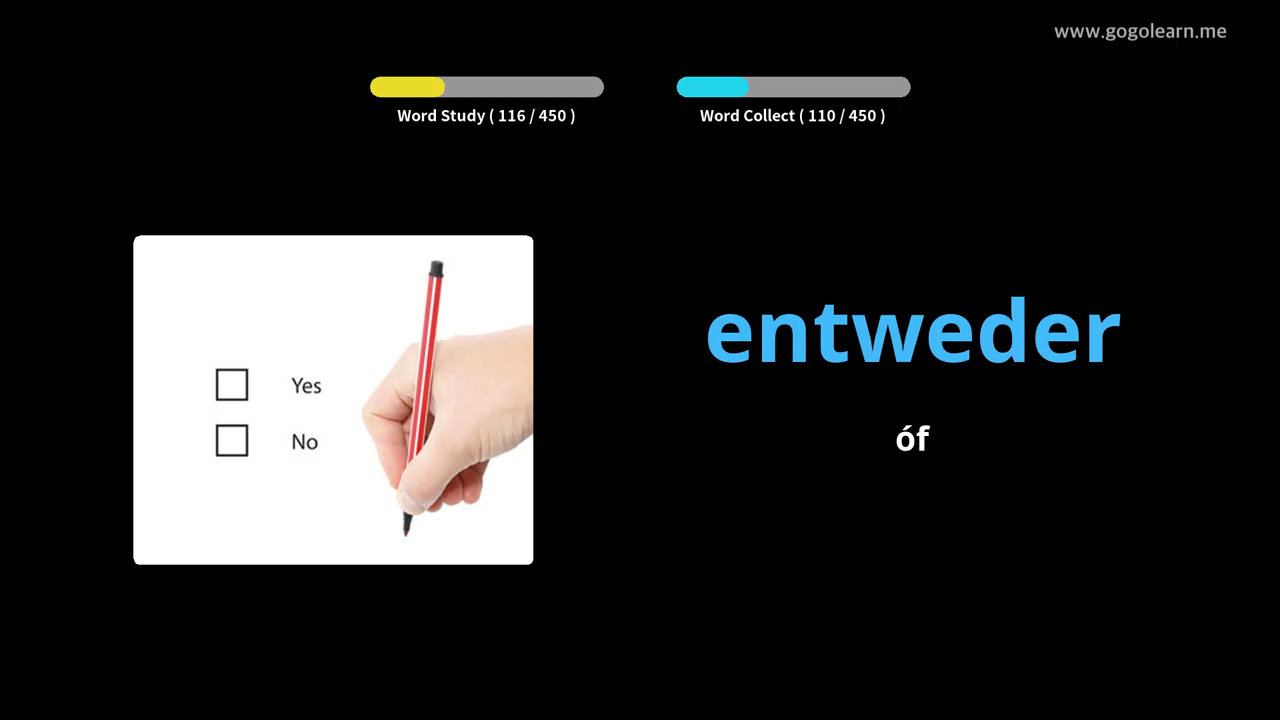 www.gogolearn.me
Word Study ( 116 / 450 )
Word Collect ( 110 / 450 )
Yes
No
entweder
óf